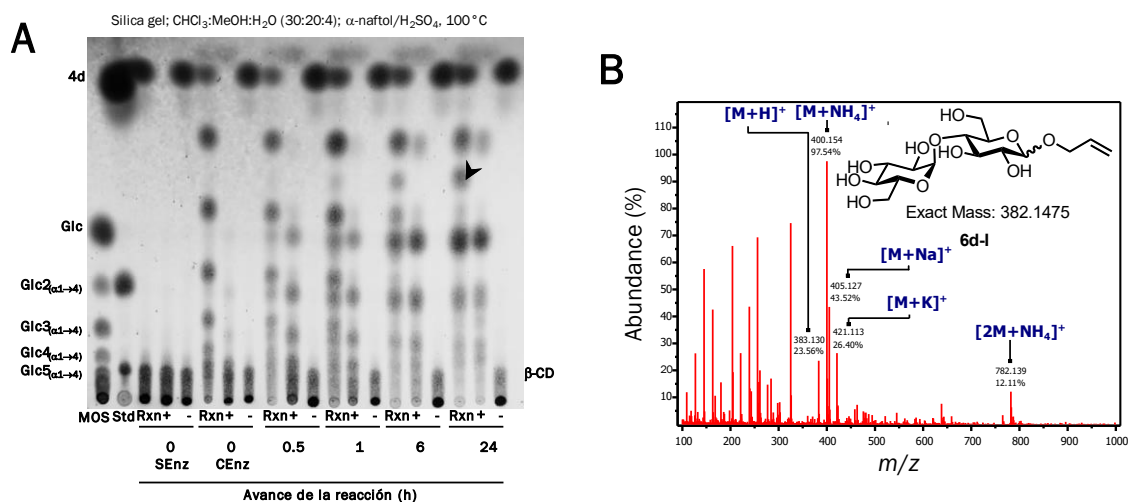 Silica gel; CHCl₃:MeOH:H₂O (30:20:4); α-naftol/H₂SO₄, 100°C
A
4d
Glc
Glc2(α1→4)
Glc3(α1→4)
Glc4(α1→4)
Glc5(α1→4)
β-CD
MOS Std Rxn + - Rxn + - Rxn + - Rxn + - Rxn + - Rxn + -
0 0 0.5 1 6 24
SEnz CEnz
Avance de la reacción (h)
B
[M+H]⁺ [M+NH₄]⁺
400.154
97.54%
HO
O
HO
O
O
HO
OH
HO
HO
O
HO
OH
Exact Mass: 382.1475
6d-I
[M+Na]⁺
405.127
43.52%
[M+K]⁺
421.113
26.40%
383.130
23.56%
[2M+NH₄]⁺
782.139
12.11%
Abundance (%)
110
100
90
80
70
60
50
40
30
20
10
100 200 300 400 500 600 700 800 900 1000
m/z